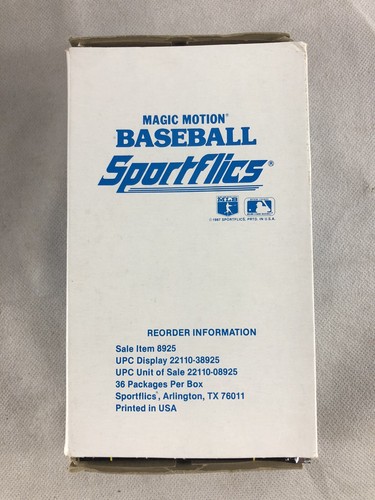 MAGIC MOTION®
BASEBALL
Sportflics®
© 1987 SPORTFLICS, PRTD. IN U.S.A.
REORDER INFORMATION
Sale Item 8925
UPC Display 22110-38925
UPC Unit of Sale 22110-08925
36 Packages Per Box
Sportflics®, Arlington, TX 76011
Printed in USA